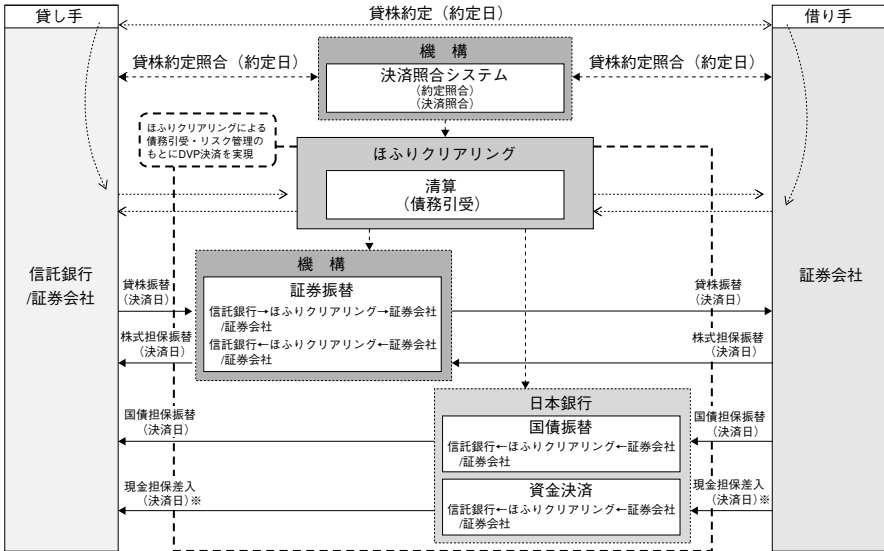 貸し手
貸株約定（約定日）
借り手
貸株約定照合（約定日）
機　構
決済照合システム
（約定照合）
（決済照合）
貸株約定照合（約定日）
ほふりクリアリングによる
債務引受・リスク管理の
もとにDVP決済を実現
ほふりクリアリング
清算
（債務引受）
信託銀行
/証券会社
証券会社
機　構
証券振替
信託銀行→ほふりクリアリング→証券会社
/証券会社
信託銀行←ほふりクリアリング←証券会社
/証券会社
貸株振替
（決済日）
貸株振替
（決済日）
株式担保振替
（決済日）
株式担保振替
（決済日）
日本銀行
国債振替
信託銀行←ほふりクリアリング←証券会社
/証券会社
国債担保振替
（決済日）
国債担保振替
（決済日）
資金決済
信託銀行←ほふりクリアリング←証券会社
/証券会社
現金担保差入
（決済日）※
現金担保差入
（決済日）※